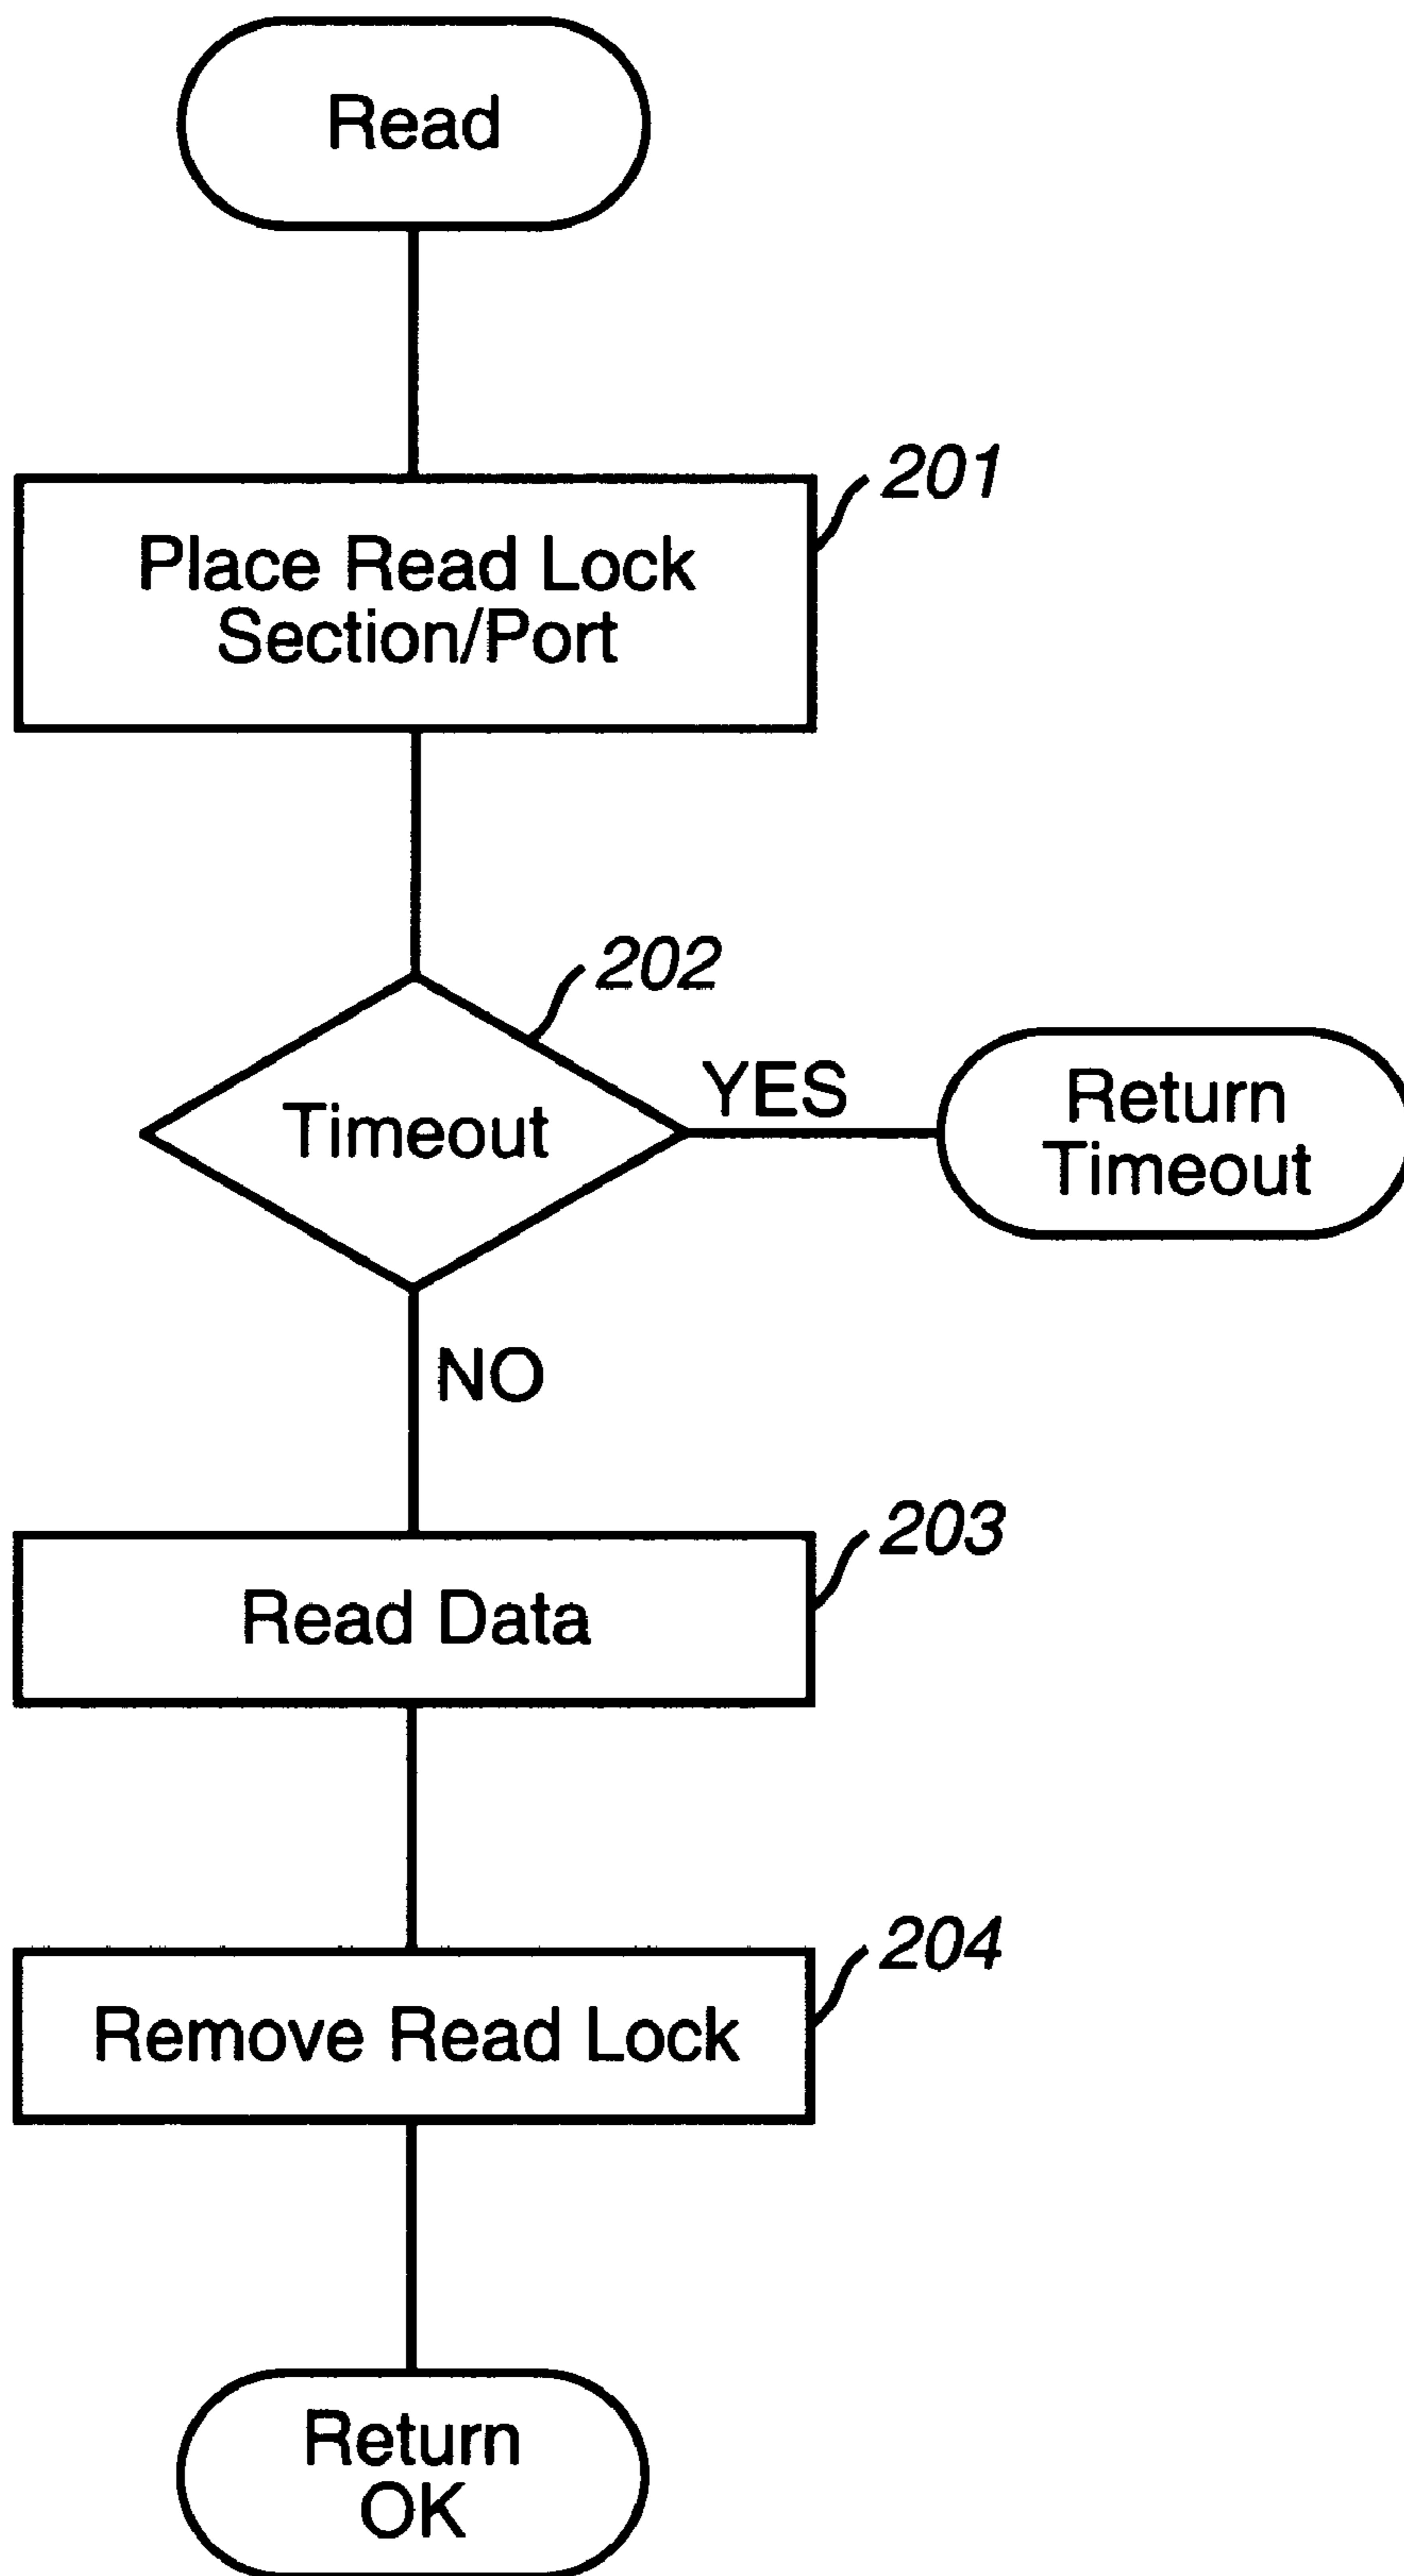 Read
201
Place Read Lock
Section/Port
202
Timeout
YES
Return
Timeout
NO
203
Read Data
204
Remove Read Lock
Return
OK